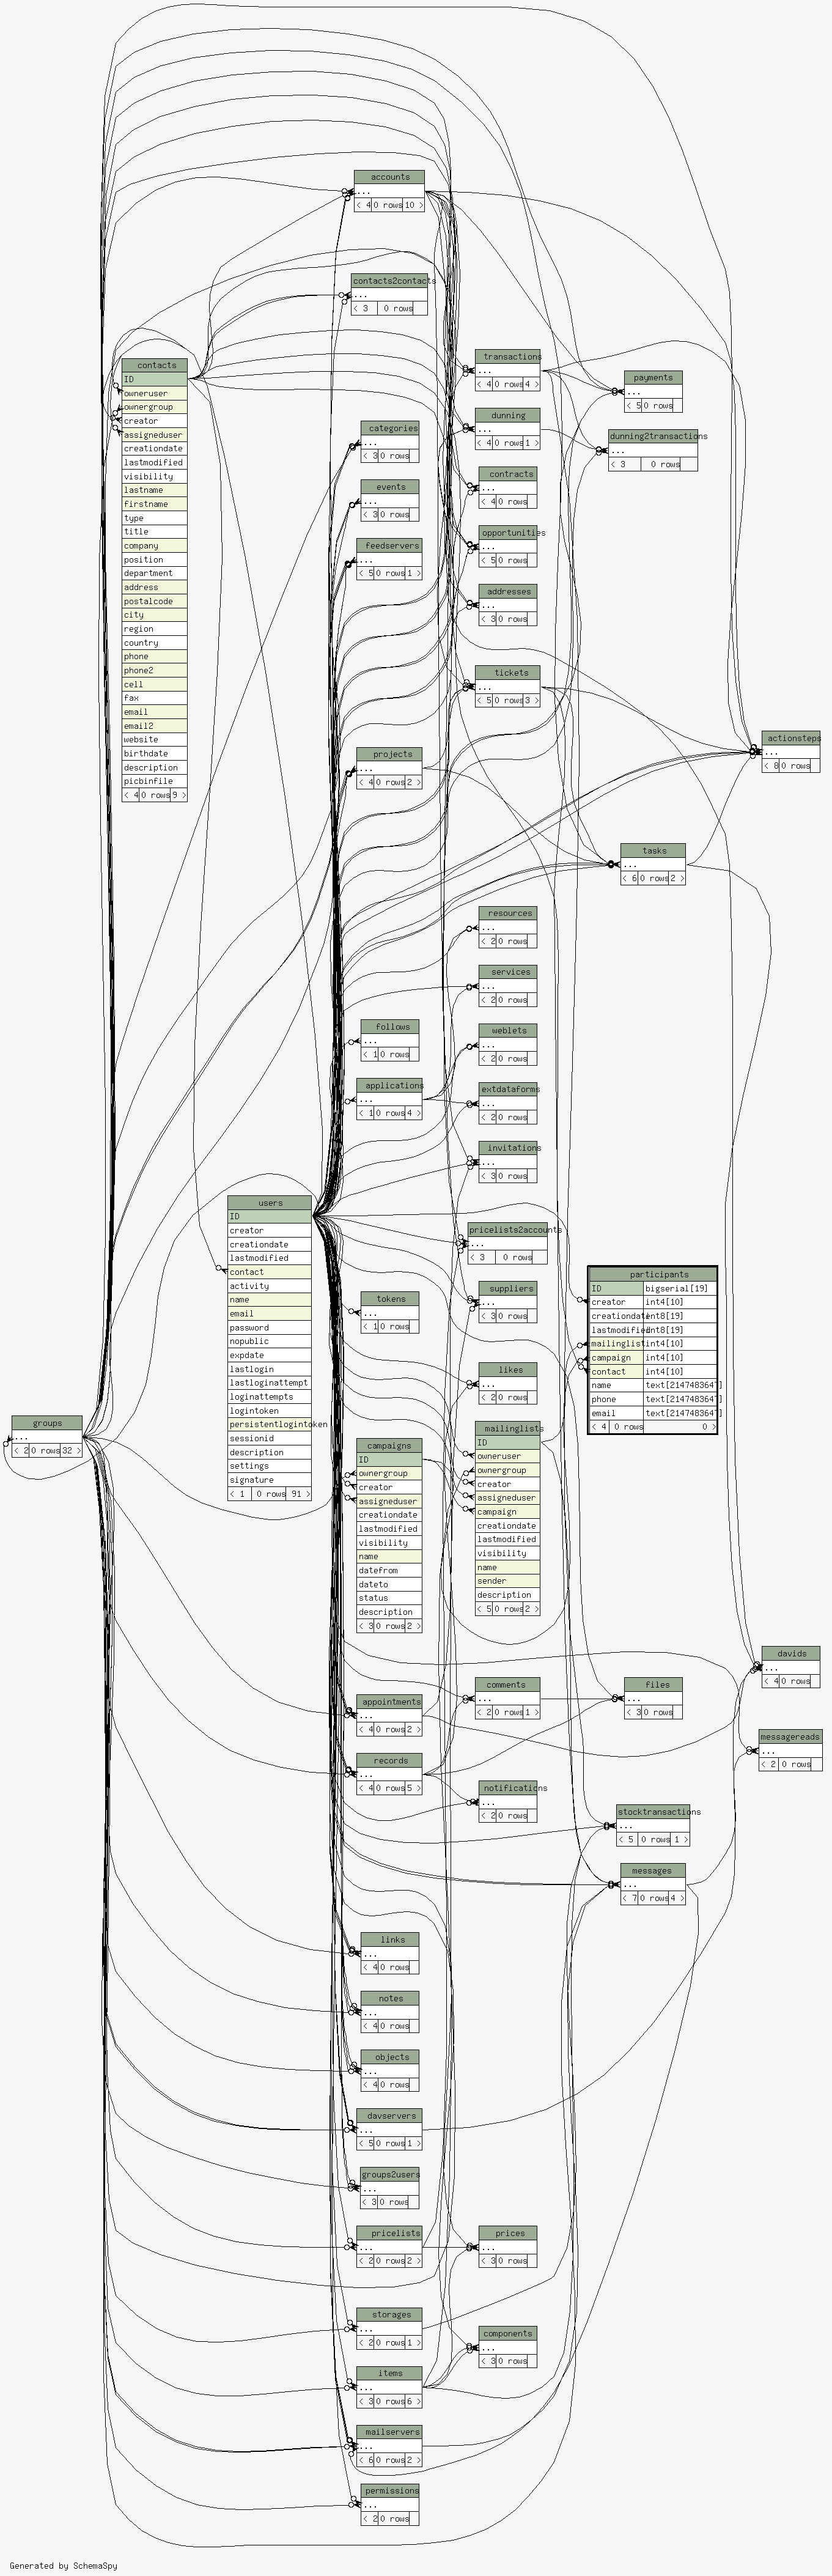 accounts
...
< 4 0 rows 10 >
contacts2contacts
...
< 3 0 rows
contacts
ID
owneruser
ownergroup
creator
assigneduser
creationdate
lastmodified
visibility
lastname
firstname
type
title
company
position
department
address
postalcode
city
region
country
phone
phone2
cell
fax
email
email2
website
birthdate
description
picbinfile
< 4 0 rows 9 >
transactions
...
< 4 0 rows 4 >
payments
...
< 5 0 rows
dunning
...
< 4 0 rows 1 >
categories
...
< 3 0 rows
dunning2transactions
...
< 3 0 rows
contracts
...
< 4 0 rows
events
...
< 3 0 rows
opportunities
...
< 5 0 rows
feedservers
...
< 5 0 rows 1 >
addresses
...
< 3 0 rows
tickets
...
< 5 0 rows 3 >
actionsteps
...
< 8 0 rows
projects
...
< 4 0 rows 2 >
tasks
...
< 6 0 rows 2 >
resources
...
< 2 0 rows
services
...
< 2 0 rows
follows
...
< 1 0 rows
weblets
...
< 2 0 rows
applications
...
< 1 0 rows 4 >
extdataforms
...
< 2 0 rows
invitations
...
< 3 0 rows
users
ID
creator
creationdate
lastmodified
contact
activity
name
email
password
nopublic
expdate
lastlogin
lastloginattempt
loginattempts
logintoken
persistentlogintoken
sessionid
description
settings
signature
< 1 0 rows 91 >
pricelists2accounts
...
< 3 0 rows
participants
ID bigserial[19]
creator int4[10]
creationdate int8[19]
lastmodified int8[19]
mailinglist int4[10]
campaign int4[10]
contact int4[10]
name text[2147483647]
phone text[2147483647]
email text[2147483647]
< 4 0 rows 0 >
suppliers
...
< 3 0 rows
tokens
...
< 1 0 rows
likes
...
< 2 0 rows
groups
...
< 2 0 rows 32 >
mailinglists
ID
owneruser
ownergroup
creator
assigneduser
campaign
creationdate
lastmodified
visibility
name
sender
description
< 5 0 rows 2 >
campaigns
ID
ownergroup
creator
assigneduser
creationdate
lastmodified
visibility
name
datefrom
dateto
status
description
< 3 0 rows 2 >
davids
...
< 4 0 rows
comments
...
< 2 0 rows 1 >
files
...
< 3 0 rows
appointments
...
< 4 0 rows 2 >
messagereads
...
< 2 0 rows
records
...
< 4 0 rows 5 >
notifications
...
< 2 0 rows
stocktransactions
...
< 5 0 rows 1 >
messages
...
< 7 0 rows 4 >
links
...
< 4 0 rows
notes
...
< 4 0 rows
objects
...
< 4 0 rows
davservers
...
< 5 0 rows 1 >
groups2users
...
< 3 0 rows
pricelists
...
< 2 0 rows 2 >
prices
...
< 3 0 rows
storages
...
< 2 0 rows 1 >
components
...
< 3 0 rows
items
...
< 3 0 rows 6 >
mailservers
...
< 6 0 rows 2 >
permissions
...
< 2 0 rows
Generated by SchemaSpy